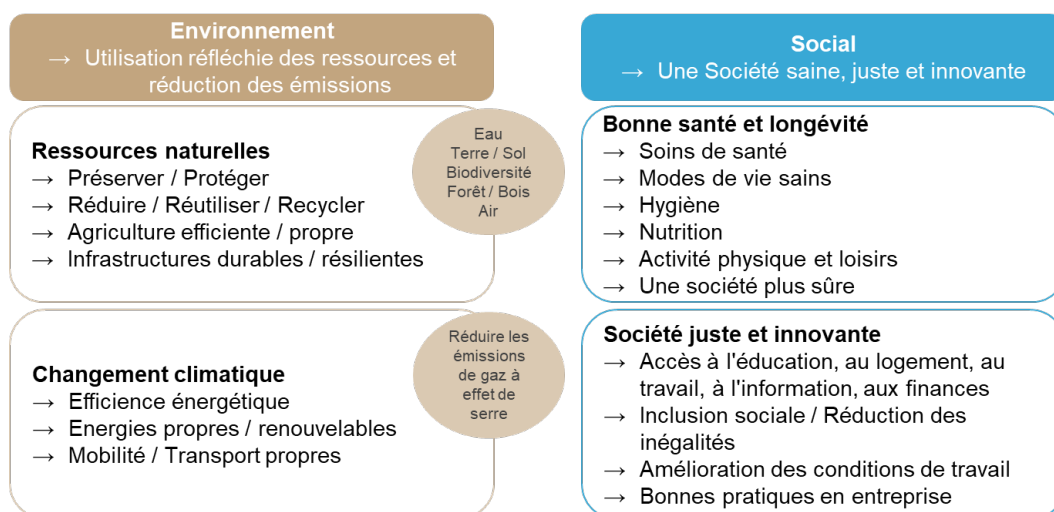 Environnement
→ Utilisation réfléchie des ressources et
réduction des émissions
Ressources naturelles
→ Préserver / Protéger
→ Réduire / Réutiliser / Recycler
→ Agriculture efficiente / propre
→ Infrastructures durables / résilientes
Eau
Terre / Sol
Biodiversité
Forêt / Bois
Air
Changement climatique
→ Efficience énergétique
→ Energies propres / renouvelables
→ Mobilité / Transport propres
Réduire les
émissions
de gaz à
effet de
serre
Social
→ Une Société saine, juste et innovante
Bonne santé et longévité
→ Soins de santé
→ Modes de vie sains
→ Hygiène
→ Nutrition
→ Activité physique et loisirs
→ Une société plus sûre
Société juste et innovante
→ Accès à l'éducation, au logement, au
travail, à l'information, aux finances
→ Inclusion sociale / Réduction des
inégalités
→ Amélioration des conditions de travail
→ Bonnes pratiques en entreprise